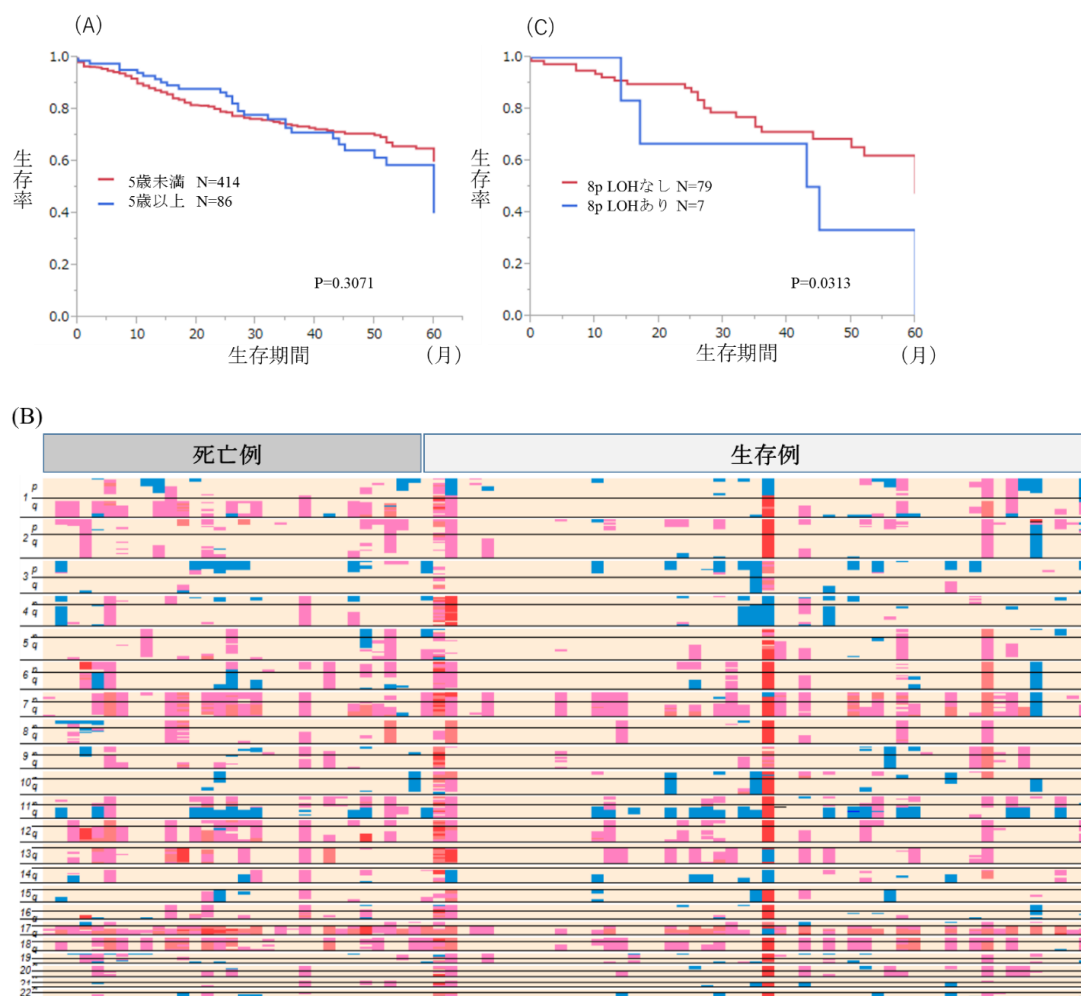 (A)
1.0
0.8
0.6
0.4
0.2
0.0
生存率
5歳未満 N=414
5歳以上 N=86
P=0.3071
0 10 20 30 40 50 60
生存期間 (月)
(C)
1.0
0.8
0.6
0.4
0.2
0.0
生存率
8p LOHなし N=79
8p LOHあり N=7
P=0.0313
0 10 20 30 40 50 60
生存期間 (月)
(B)
死亡例 生存例
p
1
q
p
2 q
p
3
q
4 q
5 q
6 q
7 q
8 q
9 q
10 q
11 q
12 q
13 q
14 q
15 q
16 q
17 q
18 q
19
20
21
22